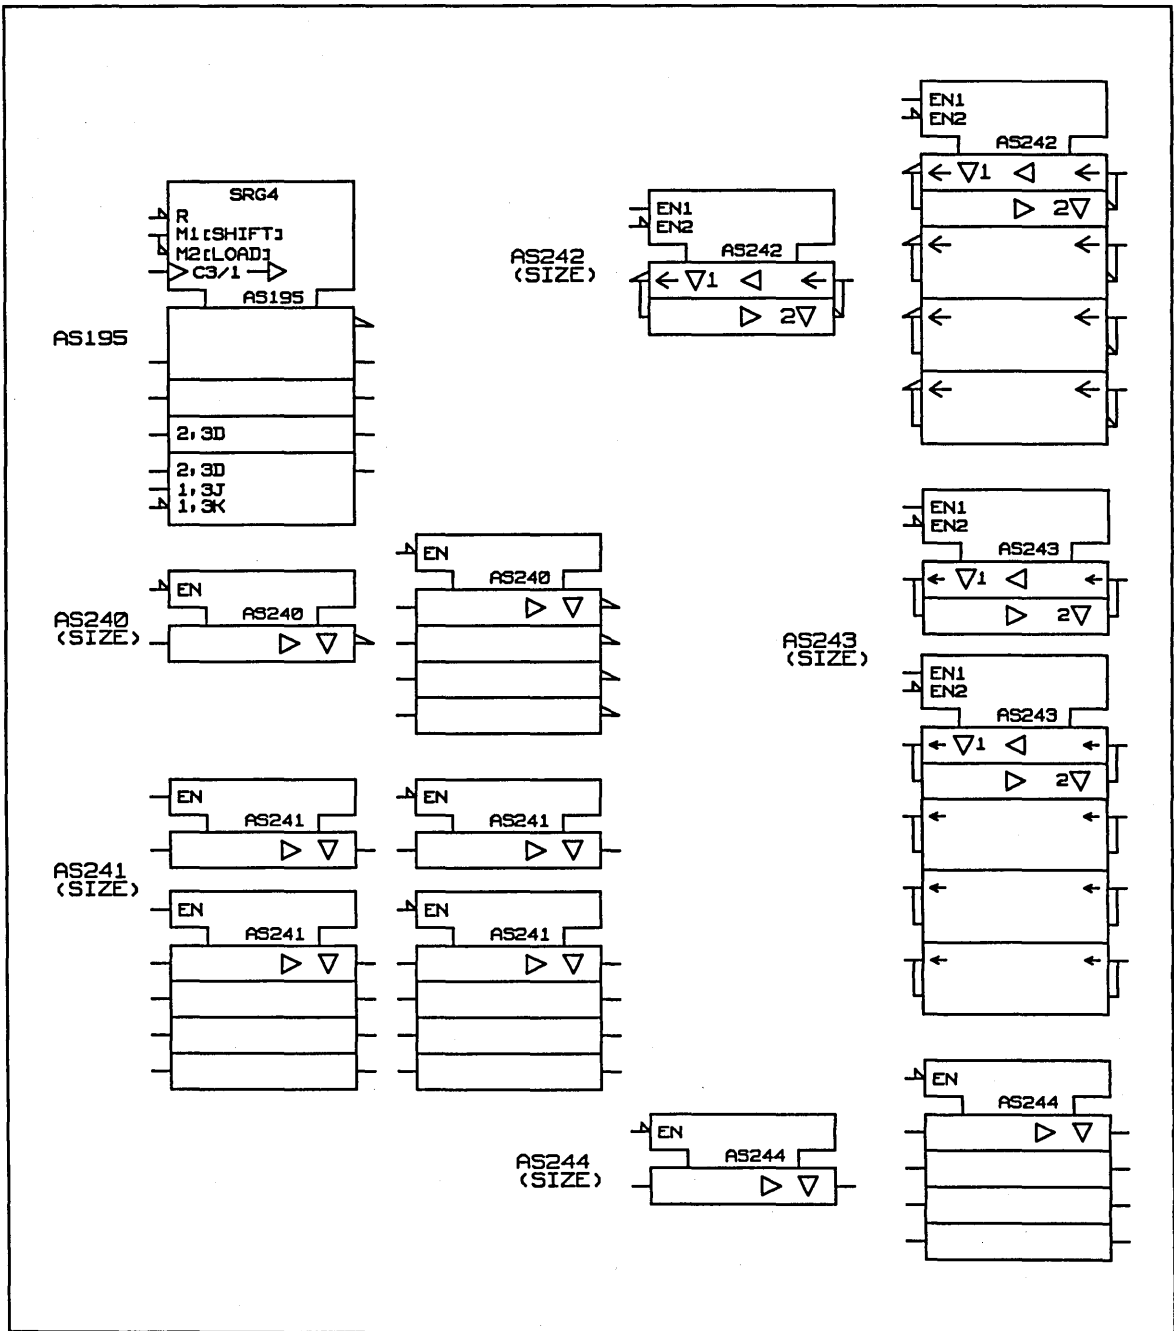 SRG4
R
M1[SHIFT]
M2[LOAD]
C3/1
AS195
AS195
2,3D
2,3D
1,3J
1,3K
EN
AS240
AS240
(SIZE)
EN
AS240
EN
AS241
EN
AS241
AS241
(SIZE)
EN
AS241
EN
AS241
AS242
(SIZE)
EN1
EN2
AS242
1
2
EN1
EN2
AS242
1
2
AS243
(SIZE)
EN1
EN2
AS243
1
2
EN1
EN2
AS243
1
2
AS244
(SIZE)
EN
AS244
EN
AS244